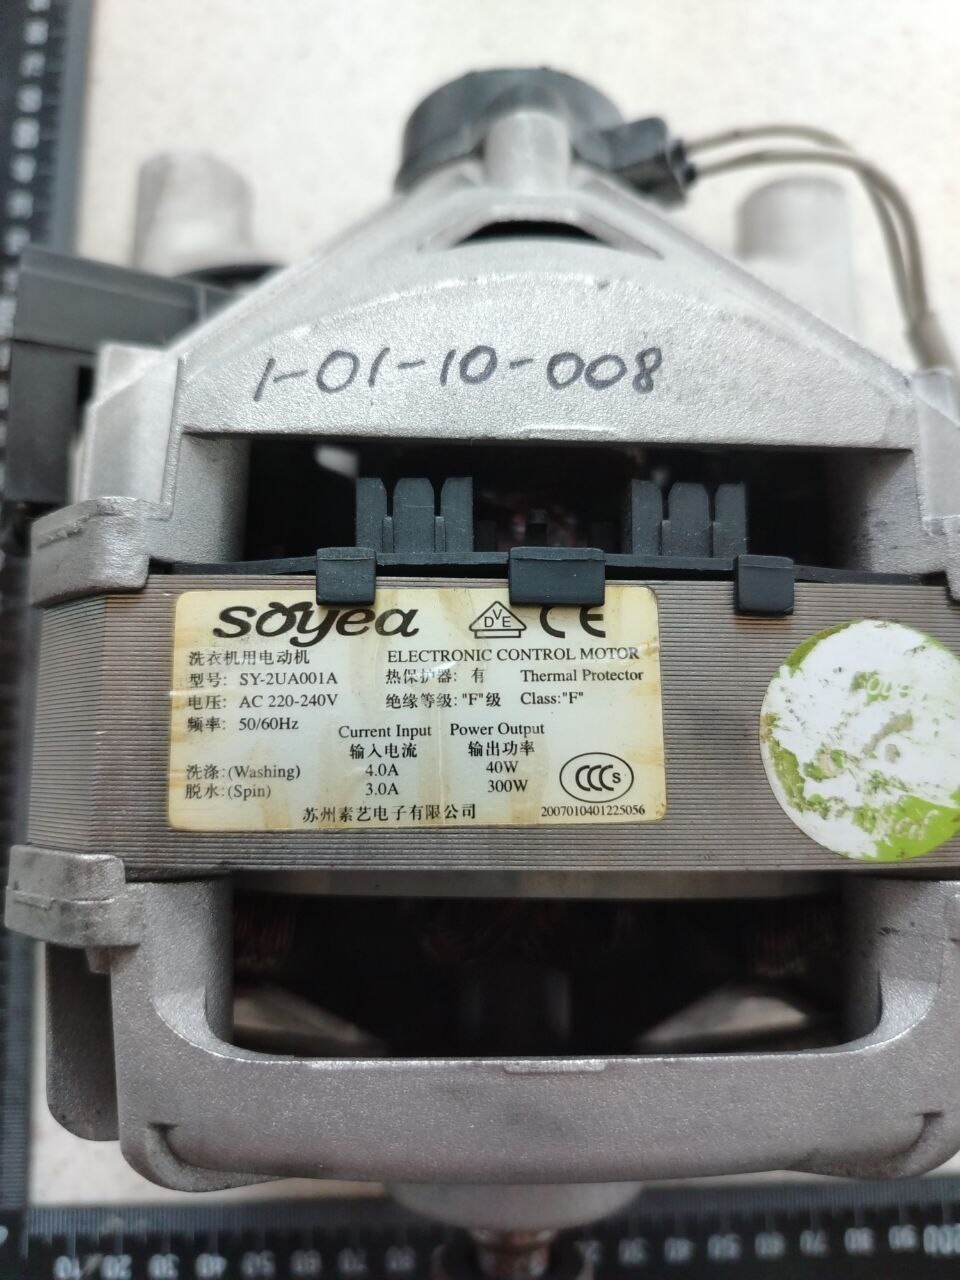 1-01-10-008
soyea
DVE CE
洗衣机用电动机 ELECTRONIC CONTROL MOTOR
型号: SY-2UA001A 热保护器: 有 Thermal Protector
电压: AC 220-240V 绝缘等级: "F"级 Class:"F"
频率: 50/60Hz
Current Input Power Output
输入电流 输出功率
洗涤:(Washing) 4.0A 40W
脱水:(Spin) 3.0A 300W
CCC S
苏州素艺电子有限公司 2007010401225056